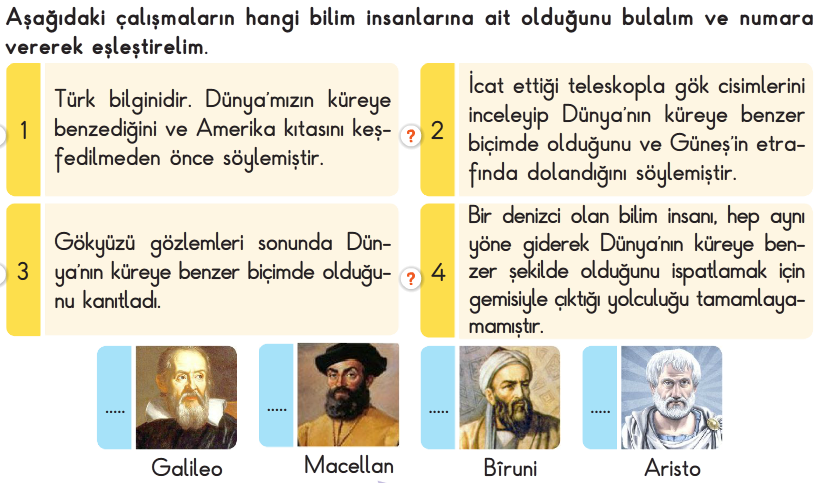 Aşağıdaki çalışmaların hangi bilim insanlarına ait olduğunu bulalım ve numara
vererek eşleştirelim.
1
Türk bilginidir. Dünya'mızın küreye
benzediğini ve Amerika kıtasını keş-
fedilmeden önce söylemiştir.
?
2
İcat ettiği teleskopla gök cisimlerini
inceleyip Dünya'nın küreye benzer
biçimde olduğunu ve Güneş'in etra-
fında dolandığını söylemiştir.
3
Gökyüzü gözlemleri sonunda Dün-
ya'nın küreye benzer biçimde olduğu-
nu kanıtladı.
?
4
Bir denizci olan bilim insanı, hep aynı
yöne giderek Dünya'nın küreye ben-
zer şekilde olduğunu ispatlamak için
gemisiyle çıktığı yolculuğu tamamlaya-
mamıştır.
.....
.....
.....
.....
Galileo
Macellan
Bîruni
Aristo